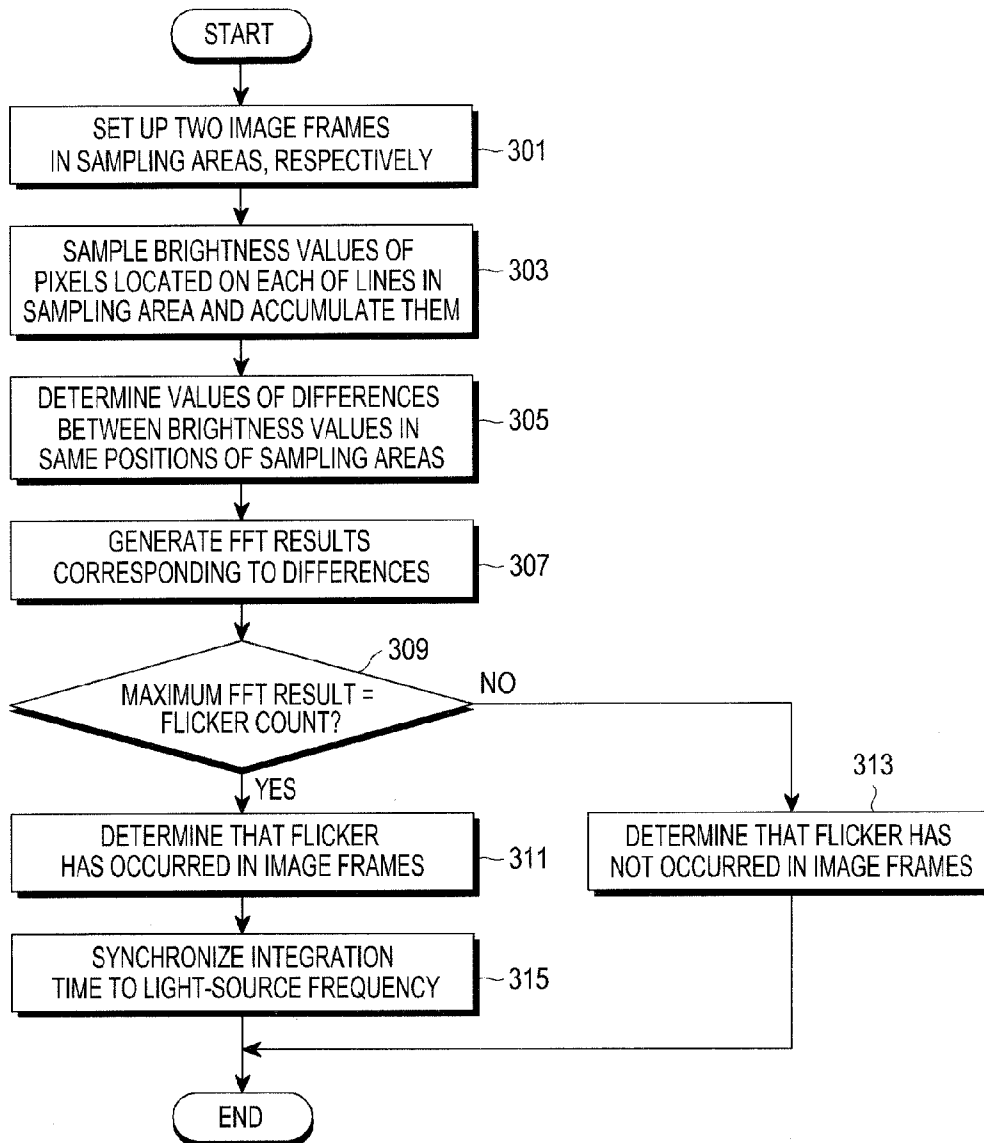 START
SET UP TWO IMAGE FRAMES
IN SAMPLING AREAS, RESPECTIVELY
301
SAMPLE BRIGHTNESS VALUES OF
PIXELS LOCATED ON EACH OF LINES IN
SAMPLING AREA AND ACCUMULATE THEM
303
DETERMINE VALUES OF DIFFERENCES
BETWEEN BRIGHTNESS VALUES IN
SAME POSITIONS OF SAMPLING AREAS
305
GENERATE FFT RESULTS
CORRESPONDING TO DIFFERENCES
307
309
MAXIMUM FFT RESULT =
FLICKER COUNT?
NO
YES
DETERMINE THAT FLICKER
HAS OCCURRED IN IMAGE FRAMES
311
313
DETERMINE THAT FLICKER HAS
NOT OCCURRED IN IMAGE FRAMES
SYNCHRONIZE INTEGRATION
TIME TO LIGHT-SOURCE FREQUENCY
315
END